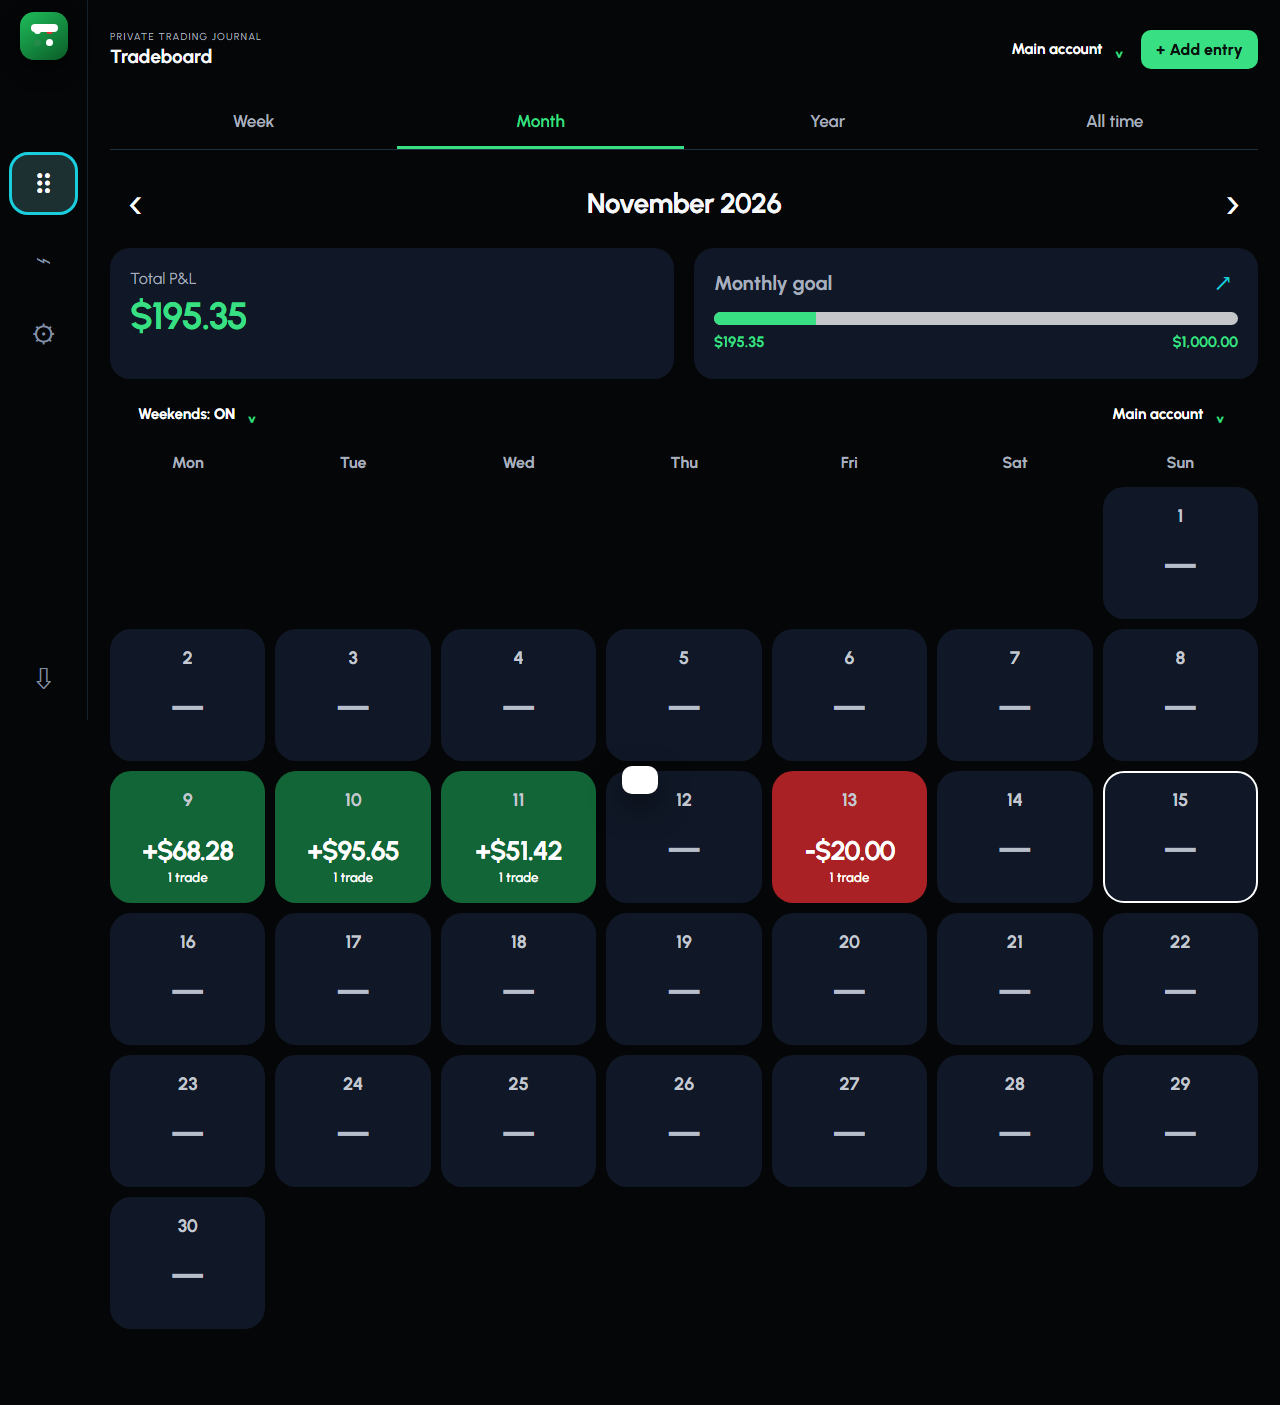 PRIVATE TRADING JOURNAL
Tradeboard
Main account
+ Add entry
Week Month Year All time
November 2026
Total P&L
$195.35
Monthly goal
$195.35 $1,000.00
Weekends: ON
Main account
Mon Tue Wed Thu Fri Sat Sun
1
—
2 3 4 5 6 7 8
— — — — — — —
9 10 11 12 13 14 15
+$68.28 +$95.65 +$51.42 — -$20.00 — —
1 trade 1 trade 1 trade 1 trade
16 17 18 19 20 21 22
— — — — — — —
23 24 25 26 27 28 29
— — — — — — —
30
—